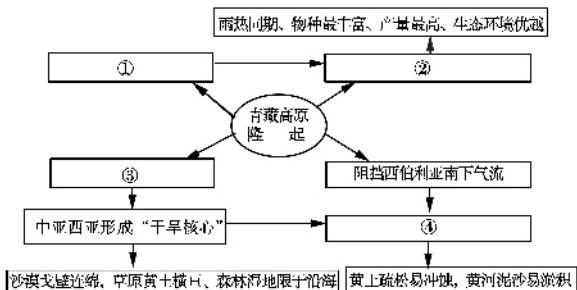 雨热同期、物种最丰富、产量最高、生态环境优越
①
②
青藏高原
隆起
③
阻挡西伯利亚南下气流
中亚西亚形成“干旱核心”
④
沙漠戈壁连绵，草原黄土横亘、森林湿地限于沿海
黄土疏松易冲蚀，黄河泥沙易淤积